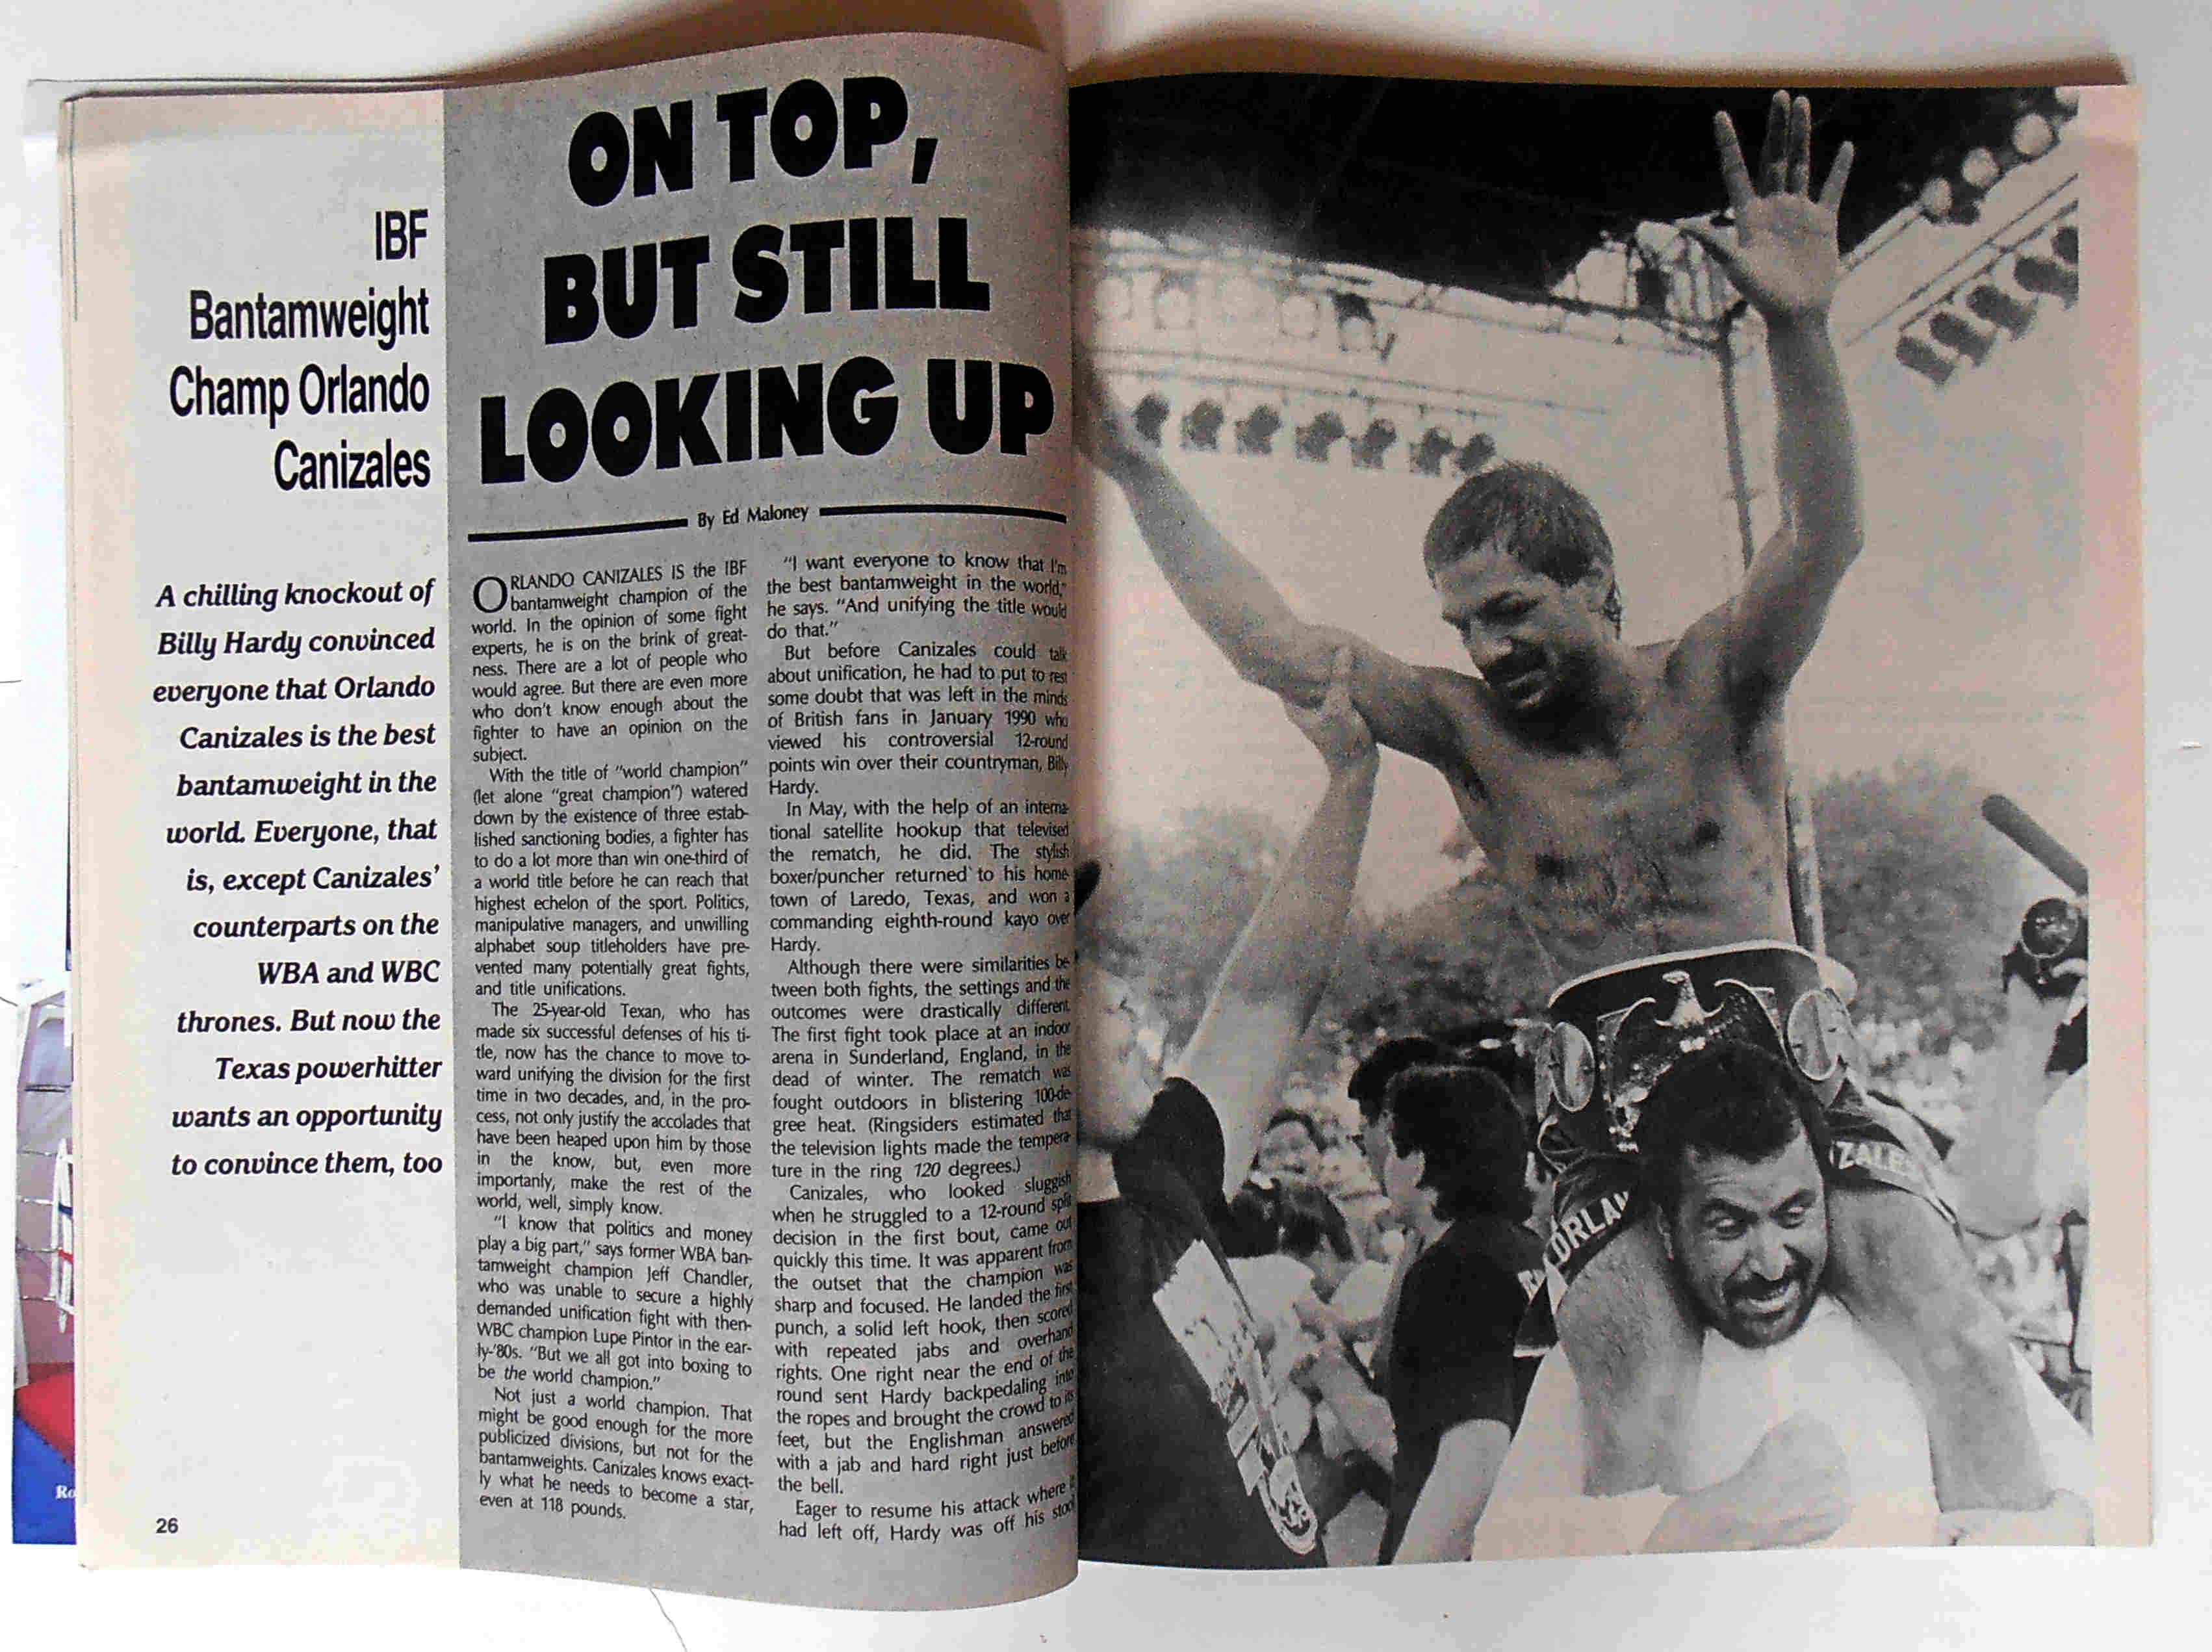 IBF
Bantamweight
Champ Orlando
Canizales
A chilling knockout of
Billy Hardy convinced
everyone that Orlando
Canizales is the best
bantamweight in the
world. Everyone, that
is, except Canizales'
counterparts on the
WBA and WBC
thrones. But now the
Texas powerhitter
wants an opportunity
to convince them, too
26
ON TOP,
BUT STILL
LOOKING UP
By Ed Maloney
ORLANDO CANIZALES IS the IBF
bantamweight champion of the
world. In the opinion of some fight
experts, he is on the brink of great-
ness. There are a lot of people who
would agree. But there are even more
who don't know enough about the
fighter to have an opinion on the
subject.
With the title of "world champion"
(let alone "great champion") watered
down by the existence of three estab-
lished sanctioning bodies, a fighter has
to do a lot more than win one-third of
a world title before he can reach that
highest echelon of the sport. Politics,
manipulative managers, and unwilling
alphabet soup titleholders have pre-
vented many potentially great fights,
and title unifications.
The 25-year-old Texan, who has
made six successful defenses of his ti-
tle, now has the chance to move to-
ward unifying the division for the first
time in two decades, and, in the pro-
cess, not only justify the accolades that
have been heaped upon him by those
in the know, but, even more
importanly, make the rest of the
world, well, simply know.
"I know that politics and money
play a big part," says former WBA ban-
tamweight champion Jeff Chandler,
who was unable to secure a highly
demanded unification fight with then-
WBC champion Lupe Pintor in the ear-
ly-'80s. "But we all got into boxing to
be the world champion."
Not just a world champion. That
might be good enough for the more
publicized divisions, but not for the
bantamweights. Canizales knows exact-
ly what he needs to become a star,
even at 118 pounds.
"I want everyone to know that I'm
the best bantamweight in the world,"
he says. "And unifying the title would
do that."
But before Canizales could talk
about unification, he had to put to rest
some doubt that was left in the minds
of British fans in January 1990 who
viewed his controversial 12-round
points win over their countryman, Billy
Hardy.
In May, with the help of an interna-
tional satellite hookup that televised
the rematch, he did. The stylish
boxer/puncher returned to his home-
town of Laredo, Texas, and won a
commanding eighth-round kayo over
Hardy.
Although there were similarities be-
tween both fights, the settings and the
outcomes were drastically different.
The first fight took place at an indoor
arena in Sunderland, England, in the
dead of winter. The rematch was
fought outdoors in blistering 100-de-
gree heat. (Ringsiders estimated that
the television lights made the tempera-
ture in the ring 120 degrees.)
Canizales, who looked sluggish
when he struggled to a 12-round split
decision in the first bout, came out
quickly this time. It was apparent from
the outset that the champion was
sharp and focused. He landed the first
punch, a solid left hook, then scored
with repeated jabs and overhand
rights. One right near the end of the
round sent Hardy backpedaling into
the ropes and brought the crowd to its
feet, but the Englishman answered
with a jab and hard right just before
the bell.
Eager to resume his attack where it
had left off, Hardy was off his stool
ORLAN
ZALES
Ro